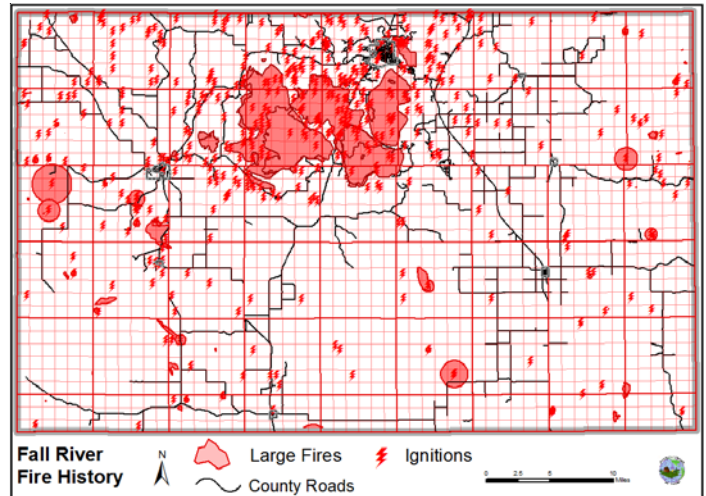 Fall River
Fire History
N
Large Fires
Ignitions
County Roads
0 2.5 5 10
Miles